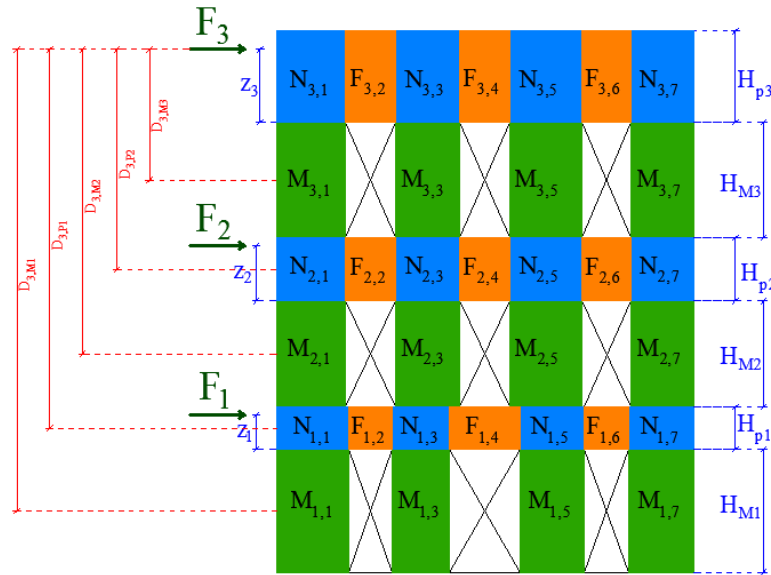 F3
z3
N3,1 F3,2 N3,3 F3,4 N3,5 F3,6 N3,7
Hp3
D3,M3
D3,P2
D3,M2
D3,P1
D3,M1
M3,1 M3,3 M3,5 M3,7
HM3
F2
z2
N2,1 F2,2 N2,3 F2,4 N2,5 F2,6 N2,7
Hp2
M2,1 M2,3 M2,5 M2,7
HM2
F1
z1
N1,1 F1,2 N1,3 F1,4 N1,5 F1,6 N1,7
Hp1
M1,1 M1,3 M1,5 M1,7
HM1